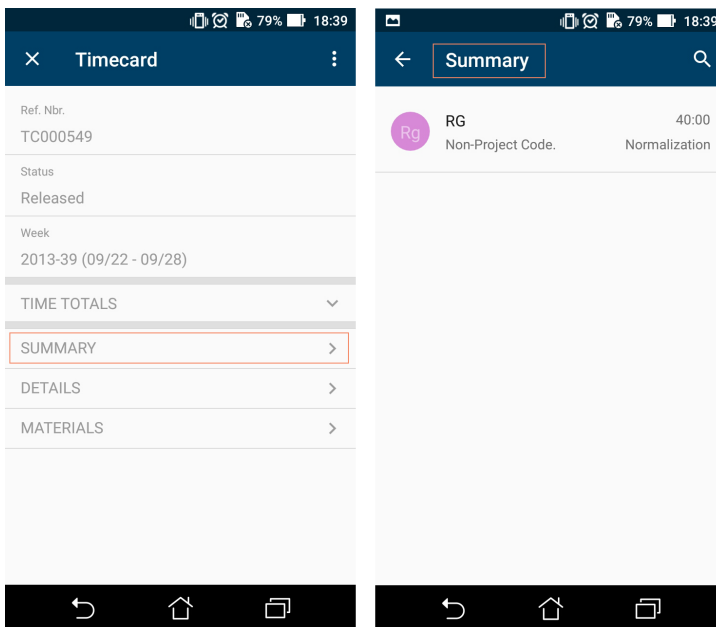 79% 18:39
Timecard
Ref. Nbr.
TC000549
Status
Released
Week
2013-39 (09/22 - 09/28)
TIME TOTALS
SUMMARY
DETAILS
MATERIALS
79% 18:39
Summary
Rg
RG 40:00
Non-Project Code. Normalization